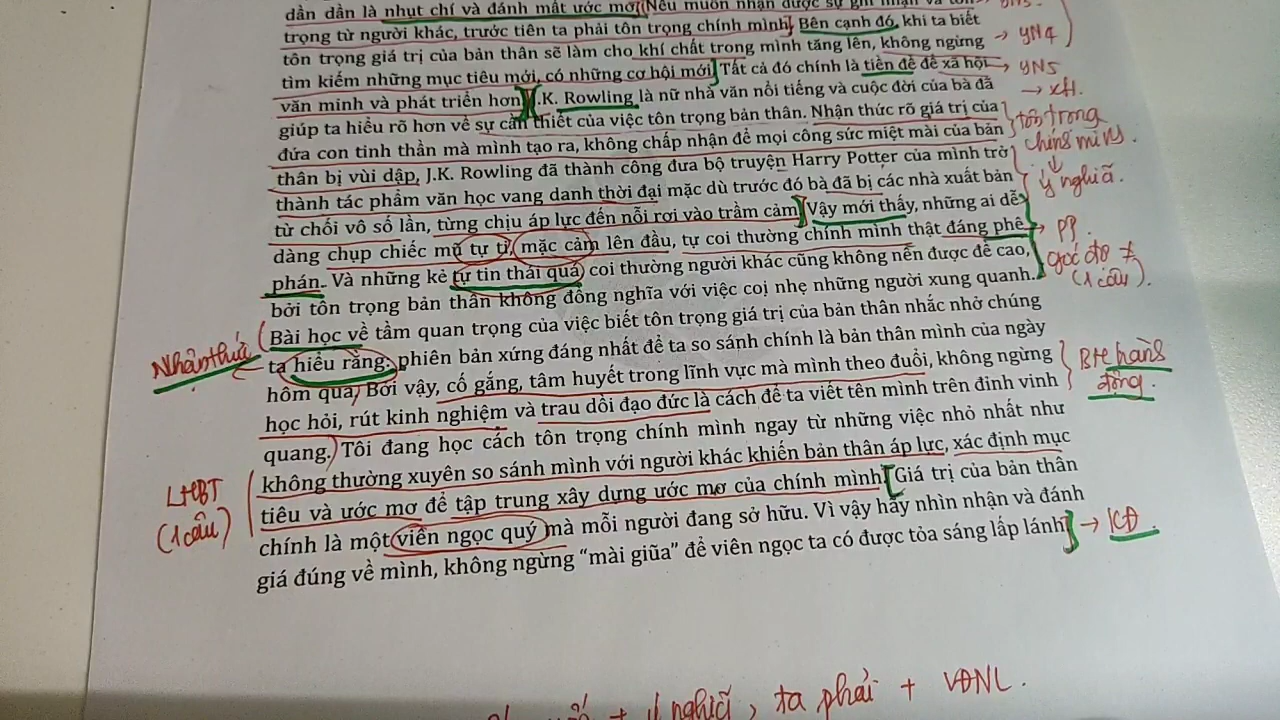 dần dần là nhụt chí và đánh mất ước mơ. Nếu muốn nhận được sự ghi nhận và tôn
trọng từ người khác, trước tiên ta phải tôn trọng chính mình. Bên cạnh đó, khi ta biết → YN4
tôn trọng giá trị của bản thân sẽ làm cho khí chất trong mình tăng lên, không ngừng
tìm kiếm những mục tiêu mới, có những cơ hội mới. Tất cả đó chính là tiền đề để xã hội → YN5
văn minh và phát triển hơn. J.K. Rowling là nữ nhà văn nổi tiếng và cuộc đời của bà đã → xH.
giúp ta hiểu rõ hơn về sự cần thiết của việc tôn trọng bản thân. Nhận thức rõ giá trị của tôn trọng
đứa con tinh thần mà mình tạo ra, không chấp nhận để mọi công sức miệt mài của bản chính mình.
thân bị vùi dập, J.K. Rowling đã thành công đưa bộ truyện Harry Potter của mình trở ↓
thành tác phẩm văn học vang danh thời đại mặc dù trước đó bà đã bị các nhà xuất bản ý nghĩa.
từ chối vô số lần, từng chịu áp lực đến nỗi rơi vào trầm cảm. Vậy mới thấy, những ai dễ
dàng chụp chiếc mũ tự ti, mặc cảm lên đầu, tự coi thường chính mình thật đáng phê → PP.
phán. Và những kẻ tự tin thái quá coi thường người khác cũng không nên được đề cao, góc độ ≠
bởi tôn trọng bản thân không đồng nghĩa với việc coi nhẹ những người xung quanh. (1 câu).
Nhận thức Bài học về tầm quan trọng của việc biết tôn trọng giá trị của bản thân nhắc nhở chúng
ta hiểu rằng: phiên bản xứng đáng nhất để ta so sánh chính là bản thân mình của ngày
hôm qua. Bởi vậy, cố gắng, tâm huyết trong lĩnh vực mà mình theo đuổi, không ngừng BH hành
học hỏi, rút kinh nghiệm và trau dồi đạo đức là cách để ta viết tên mình trên đỉnh vinh động.
quang. Tôi đang học cách tôn trọng chính mình ngay từ những việc nhỏ nhất như
không thường xuyên so sánh mình với người khác khiến bản thân áp lực, xác định mục
LHBT tiêu và ước mơ để tập trung xây dựng ước mơ của chính mình. Giá trị của bản thân
(1 câu) chính là một viên ngọc quý mà mỗi người đang sở hữu. Vì vậy hãy nhìn nhận và đánh
giá đúng về mình, không ngừng "mài giũa" để viên ngọc ta có được tỏa sáng lấp lánh. → KĐ.
+ ý nghĩa, ta phải + VĐNL.